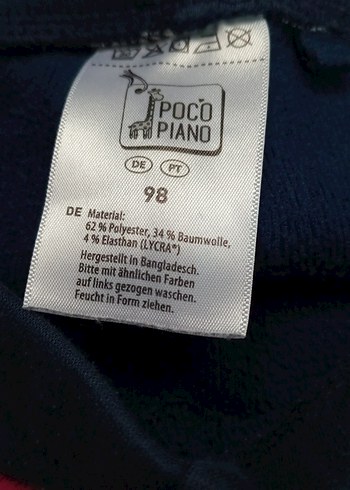 POCO
PIANO
DE PT
98
DE Material:
62 % Polyester, 34 % Baumwolle,
4 % Elasthan (LYCRA®)
Hergestellt in Bangladesch.
Bitte mit ähnlichen Farben
auf links gezogen waschen.
Feucht in Form ziehen.